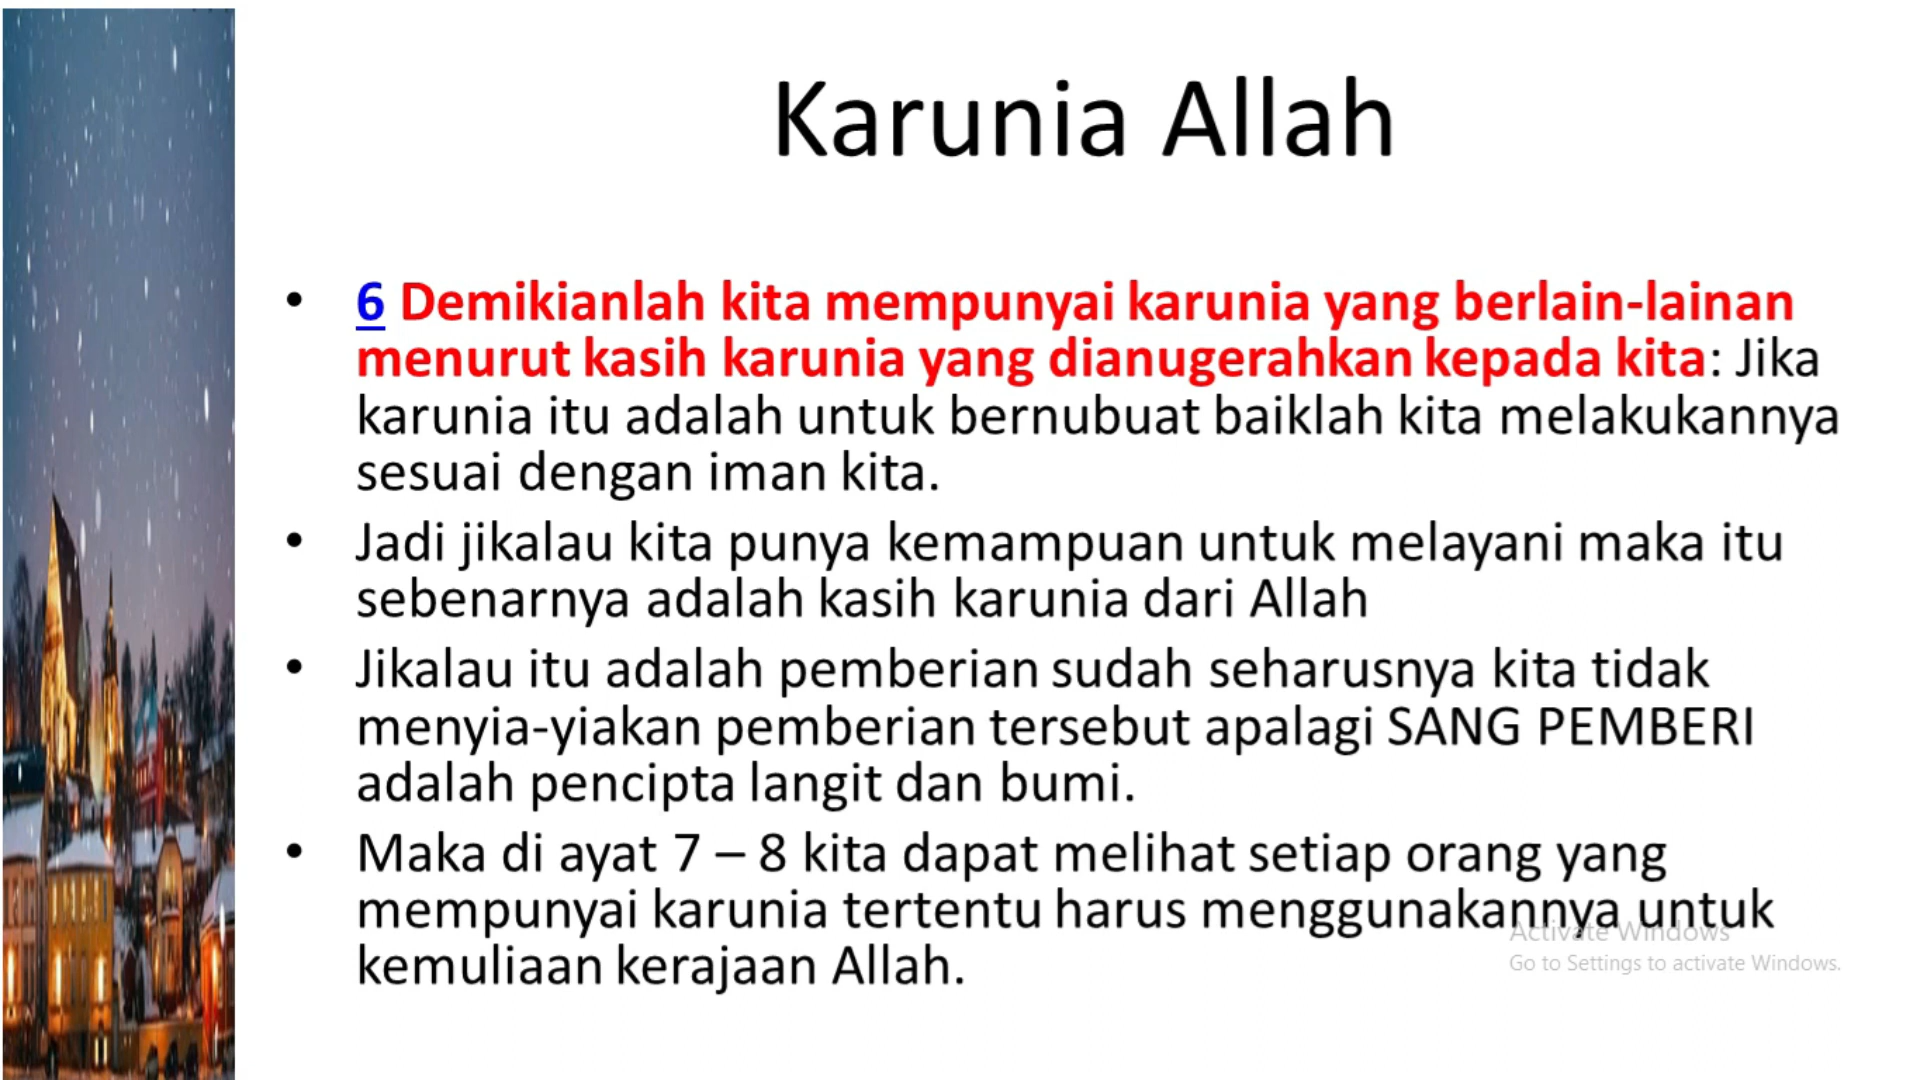 Karunia Allah
• 6 Demikianlah kita mempunyai karunia yang berlain-lainan
menurut kasih karunia yang dianugerahkan kepada kita: Jika
karunia itu adalah untuk bernubuat baiklah kita melakukannya
sesuai dengan iman kita.
• Jadi jikalau kita punya kemampuan untuk melayani maka itu
sebenarnya adalah kasih karunia dari Allah
• Jikalau itu adalah pemberian sudah seharusnya kita tidak
menyia-yiakan pemberian tersebut apalagi SANG PEMBERI
adalah pencipta langit dan bumi.
• Maka di ayat 7 – 8 kita dapat melihat setiap orang yang
mempunyai karunia tertentu harus menggunakannya untuk
kemuliaan kerajaan Allah.
Activate Windows
Go to Settings to activate Windows.